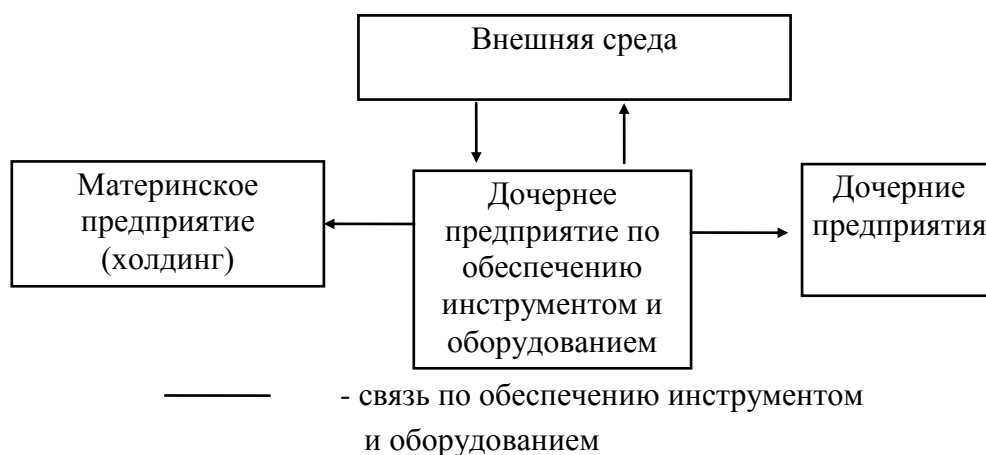 Внешняя среда
Материнское
предприятие
(холдинг)
Дочернее
предприятие по
обеспечению
инструментом и
оборудованием
Дочерние
предприятия
- связь по обеспечению инструментом
и оборудованием